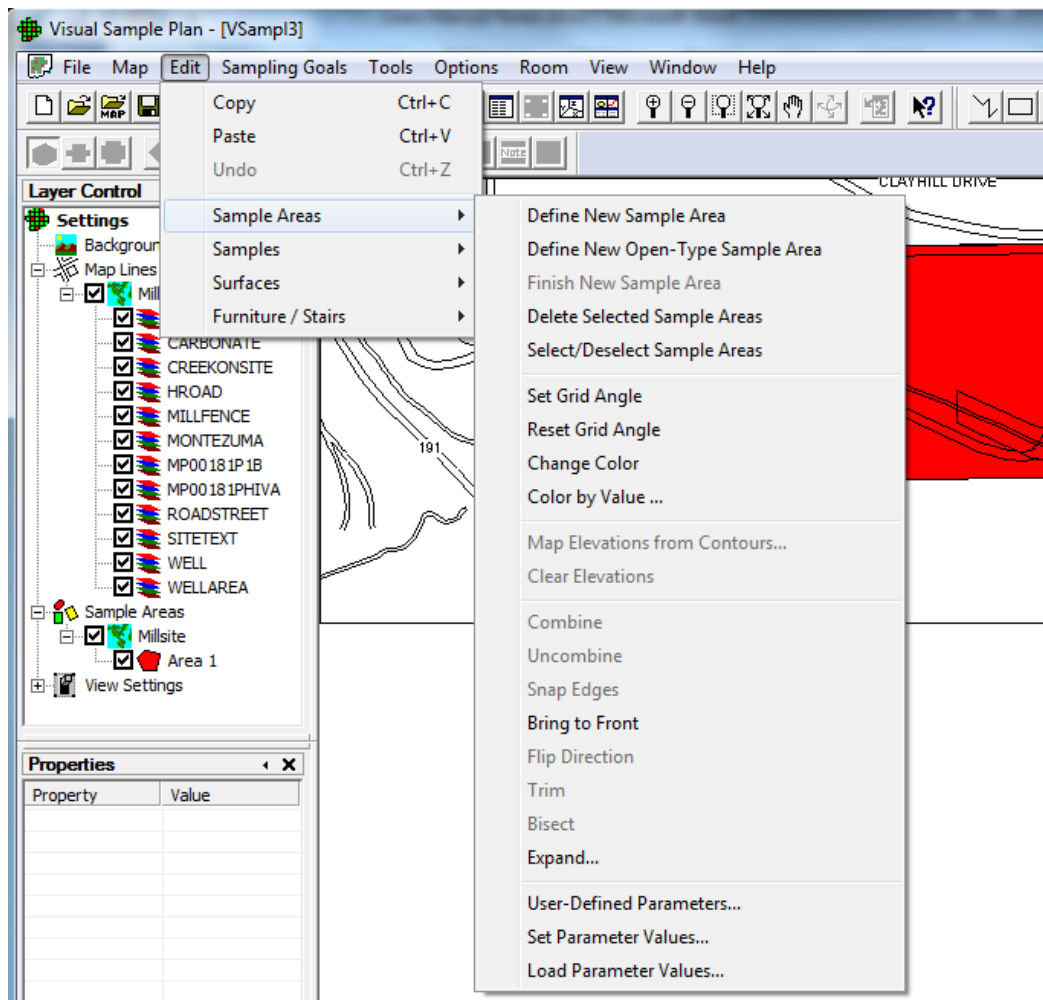 Visual Sample Plan - [VSampl3]
File Map Edit Sampling Goals Tools Options Room View Window Help
MAP
Note
Copy Ctrl+C
Paste Ctrl+V
Undo Ctrl+Z
Sample Areas
Samples
Surfaces
Furniture / Stairs
Define New Sample Area
Define New Open-Type Sample Area
Finish New Sample Area
Delete Selected Sample Areas
Select/Deselect Sample Areas
Set Grid Angle
Reset Grid Angle
Change Color
Color by Value ...
Map Elevations from Contours...
Clear Elevations
Combine
Uncombine
Snap Edges
Bring to Front
Flip Direction
Trim
Bisect
Expand...
User-Defined Parameters...
Set Parameter Values...
Load Parameter Values...
Layer Control
Settings
Backgroun
Map Lines
Mill
CARBONATE
CREEKONSITE
HROAD
MILLFENCE
MONTEZUMA
MP00181P1B
MP00181PHIVA
ROADSTREET
SITETEXT
WELL
WELLAREA
Sample Areas
Millsite
Area 1
View Settings
Properties
Property Value
CLAYHILL DRIVE
191